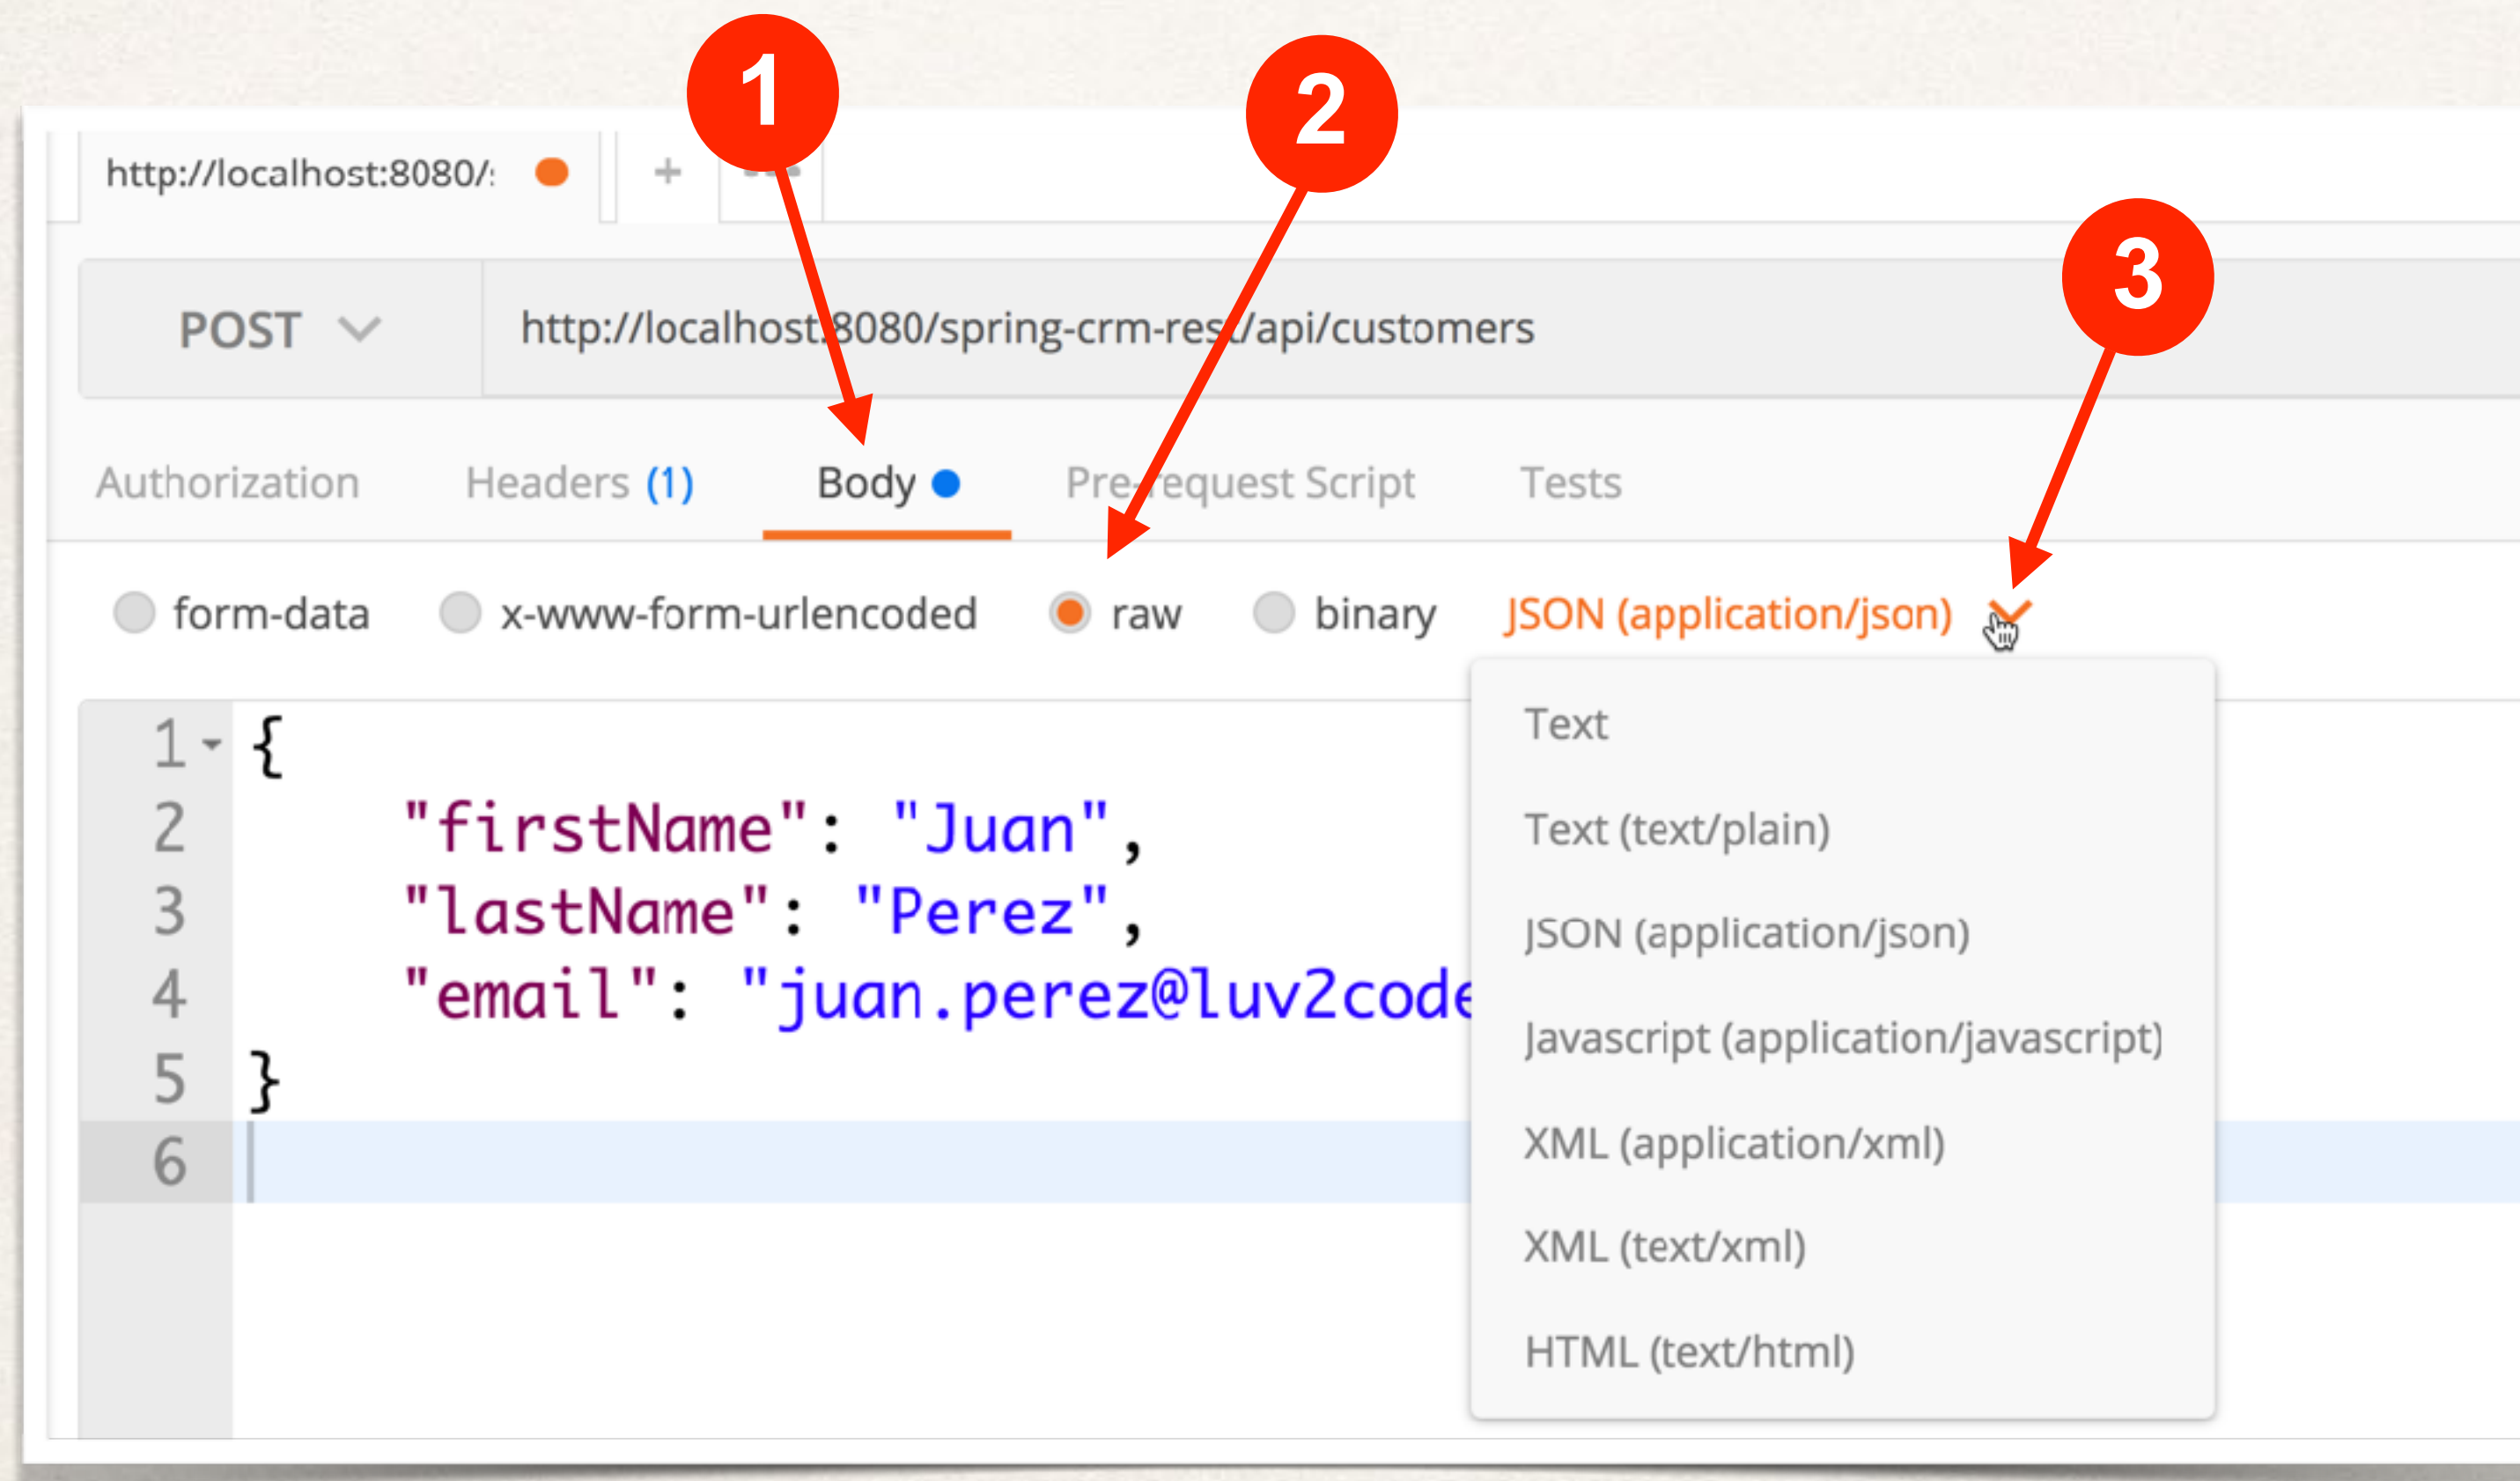 1
2
http://localhost:8080/
+
3
POST
http://localhost:8080/spring-crm-rest/api/customers
Authorization Headers (1) Body Pre-request Script Tests
form-data x-www-form-urlencoded raw binary JSON (application/json)
Text
Text (text/plain)
JSON (application/json)
Javascript (application/javascript)
XML (application/xml)
XML (text/xml)
HTML (text/html)
1 {
2 "firstName": "Juan",
3 "lastName": "Perez",
4 "email": "juan.perez@luv2code
5 }
6